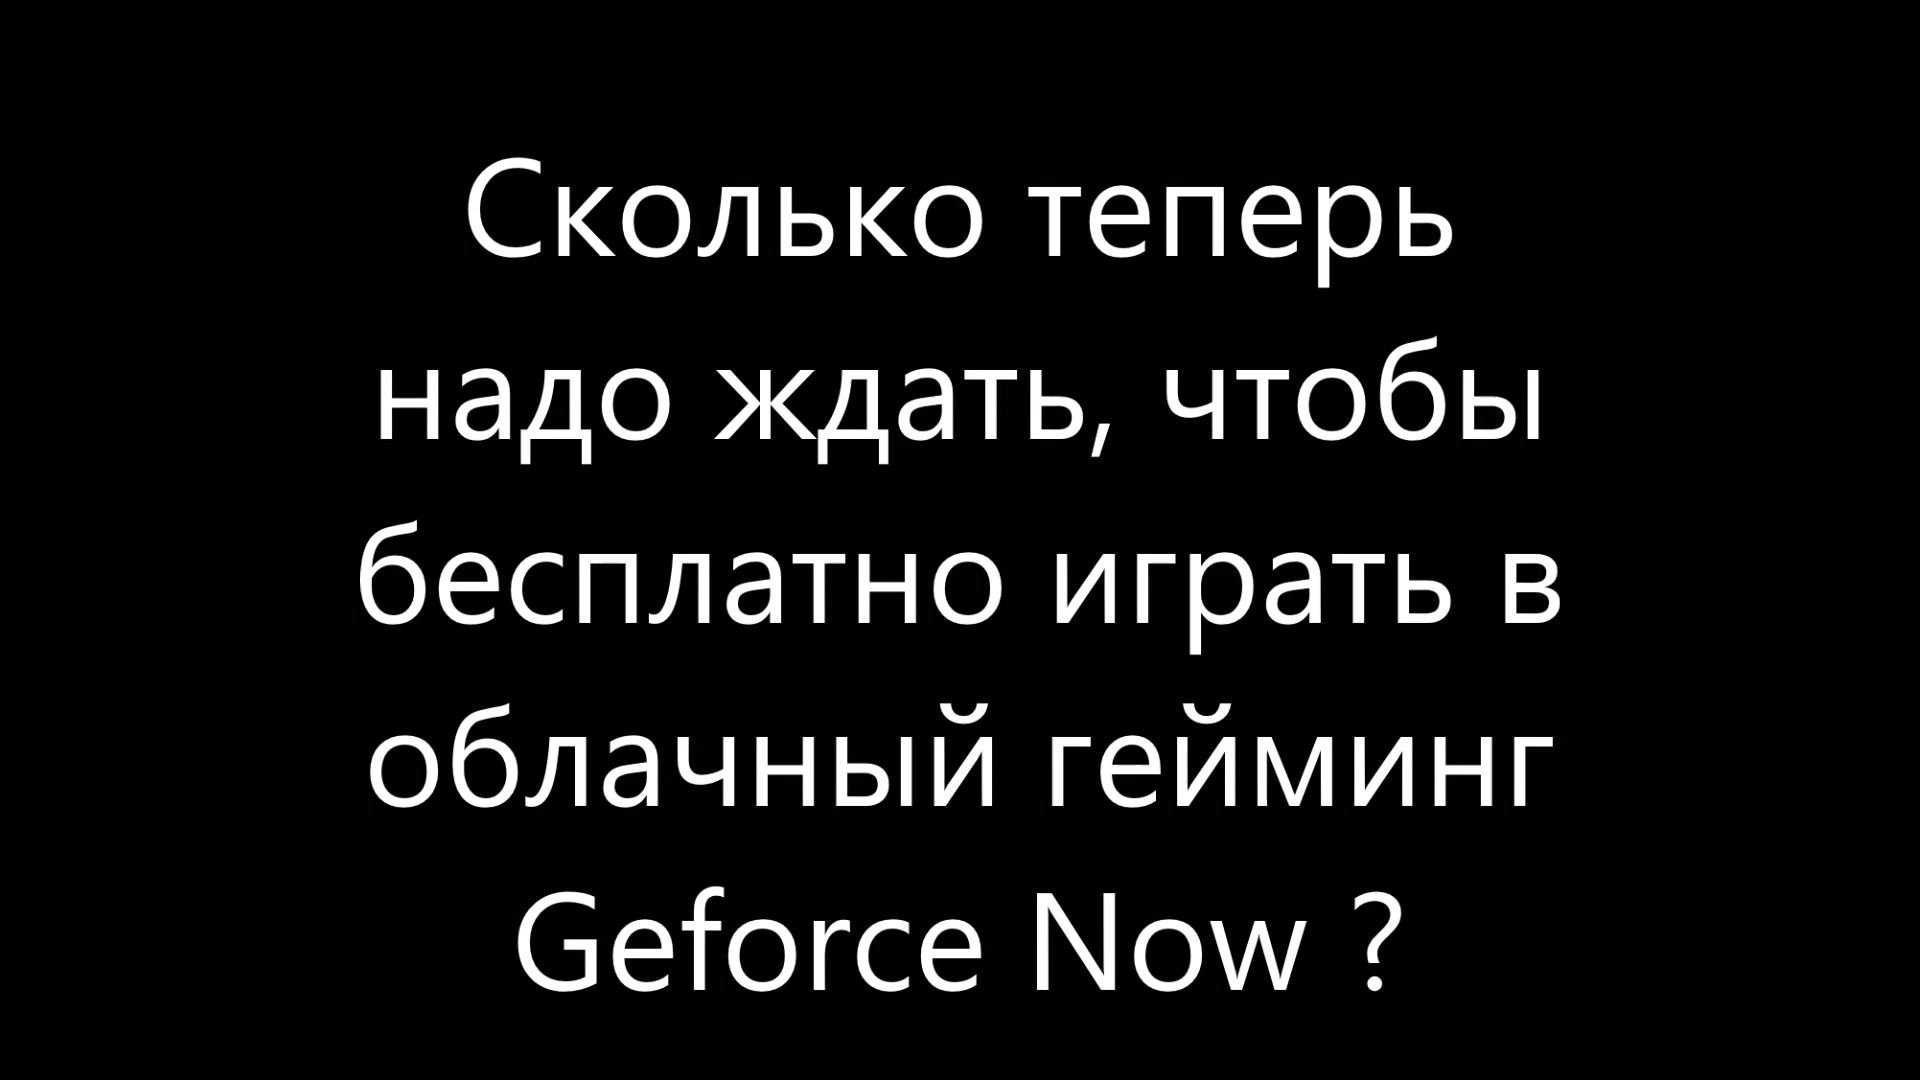 Сколько теперь
надо ждать, чтобы
бесплатно играть в
облачный гейминг
Geforce Now ?